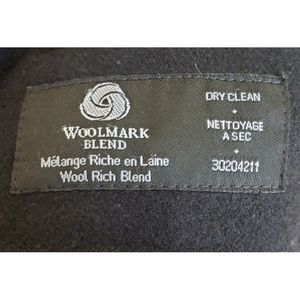 WOOLMARK
BLEND
Mélange Riche en Laine
Wool Rich Blend
DRY CLEAN
•
NETTOYAGE
A SEC
•
30204211